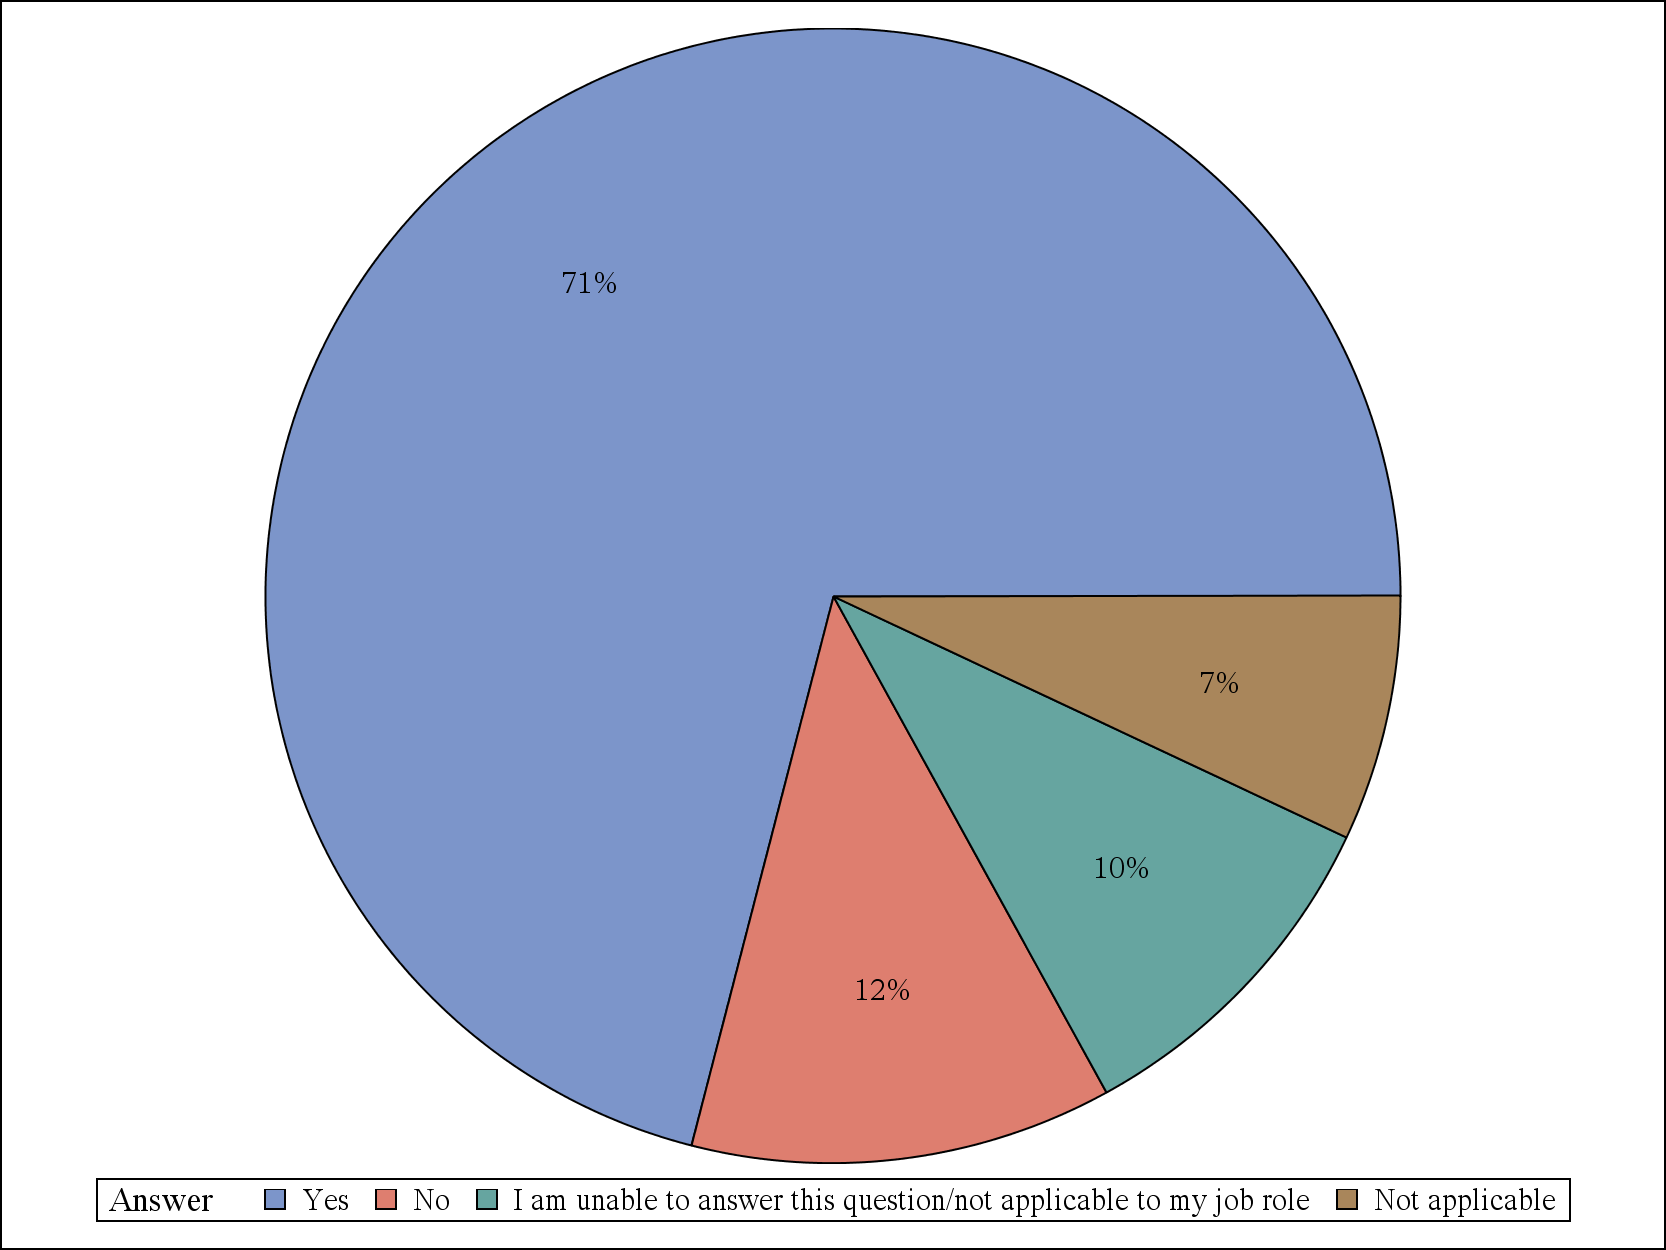 71%
7%
10%
12%
Answer Yes No I am unable to answer this question/not applicable to my job role Not applicable